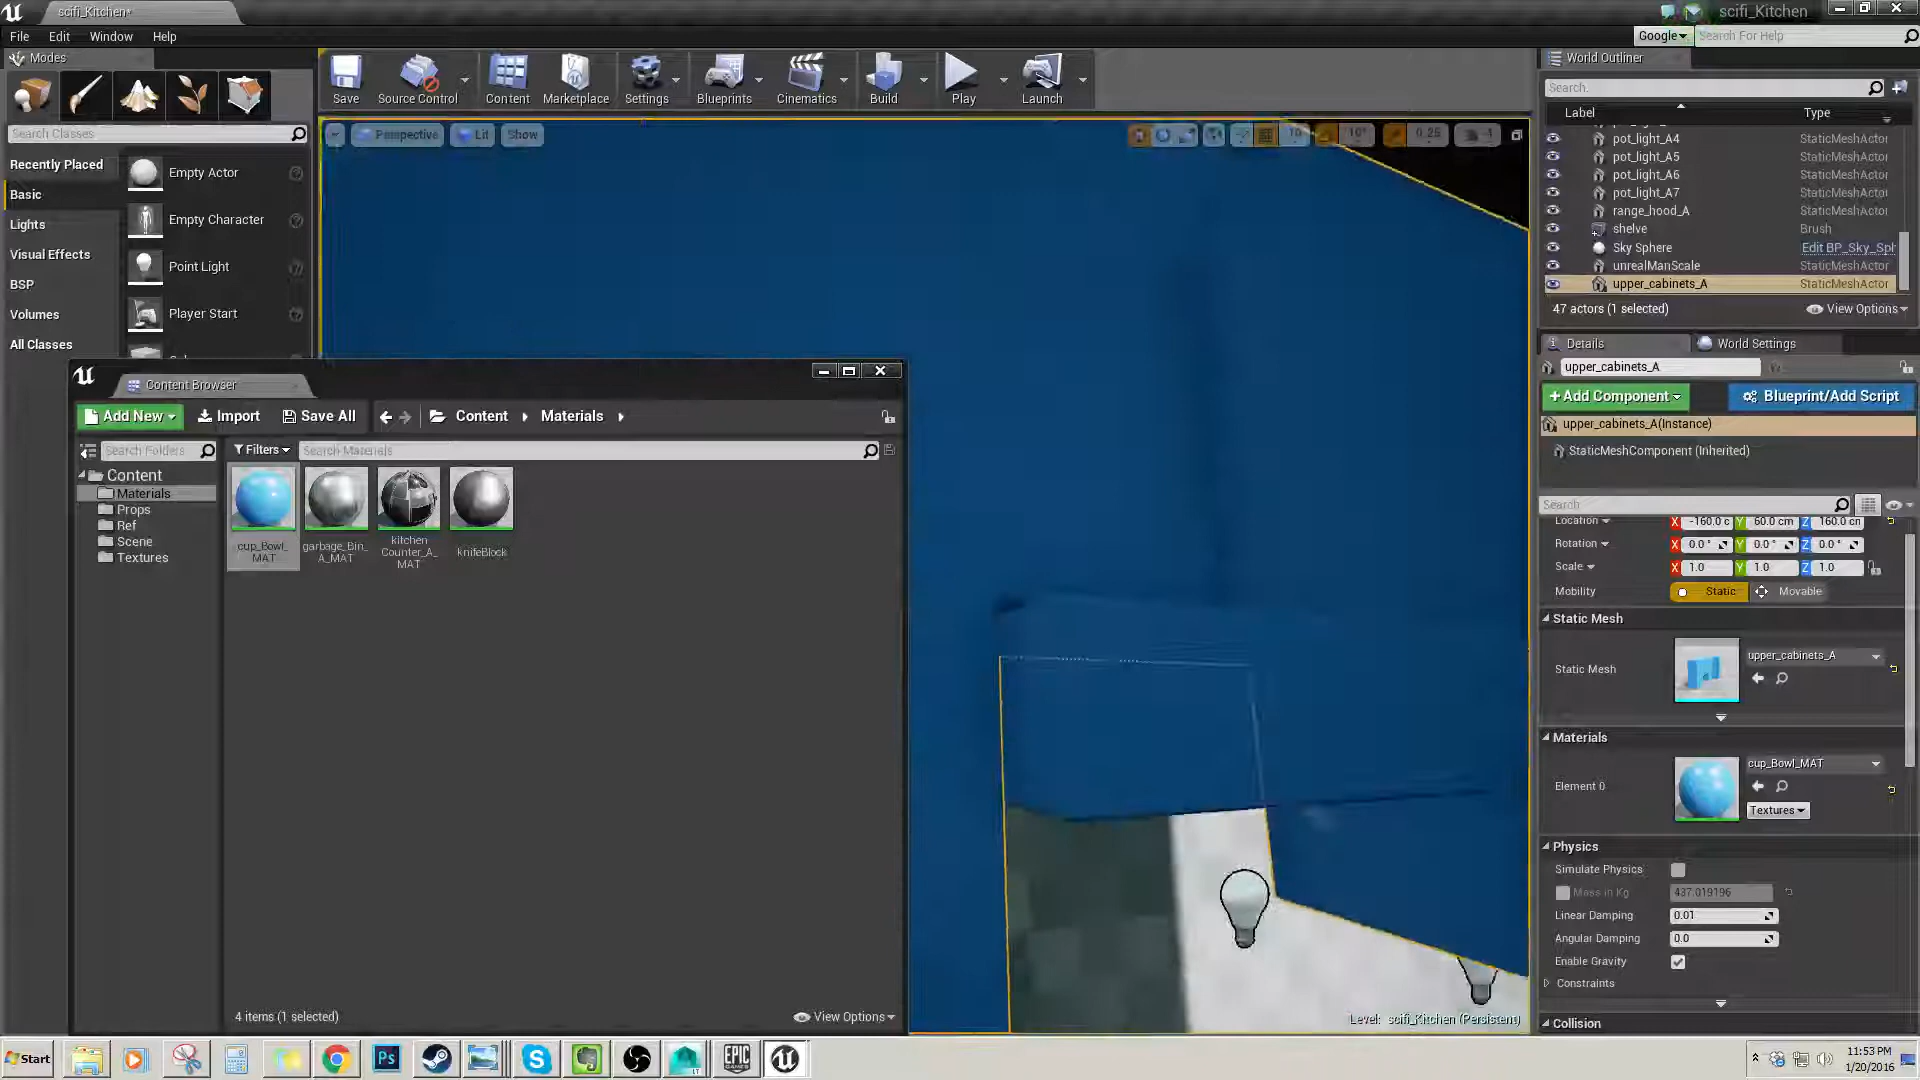 scifi_Kitchen*
scifi_Kitchen
File Edit Window Help
Google
Search For Help
Modes
Search Classes
Recently Placed
Basic
Lights
Visual Effects
BSP
Volumes
All Classes
Empty Actor
Empty Character
Point Light
Player Start
Save
Source Control
Content
Marketplace
Settings
Blueprints
Cinematics
Build
Play
Launch
Perspective
Lit
Show
10
10°
0.25
4
World Outliner
Search.
Label
Type
pot_light_A4 StaticMeshActor
pot_light_A5 StaticMeshActor
pot_light_A6 StaticMeshActor
pot_light_A7 StaticMeshActor
range_hood_A StaticMeshActor
shelve Brush
Sky Sphere Edit BP_Sky_Sph
unrealManScale StaticMeshActor
upper_cabinets_A StaticMeshActor
47 actors (1 selected)
View Options
Details
World Settings
upper_cabinets_A
+Add Component
Blueprint/Add Script
upper_cabinets_A(Instance)
StaticMeshComponent (Inherited)
Search
Location X -160.0 c Y 60.0 cm Z 160.0 cn
Rotation X 0.0 ° Y 0.0 ° Z 0.0 °
Scale X 1.0 Y 1.0 Z 1.0
Mobility Static Movable
Static Mesh
Static Mesh
upper_cabinets_A
Materials
Element 0
cup_Bowl_MAT
Textures
Physics
Simulate Physics
Mass in Kg 437.019196
Linear Damping 0.01
Angular Damping 0.0
Enable Gravity
Constraints
Collision
Content Browser
Add New
Import
Save All
Content
Materials
Search Folders
Filters
Search Materials
Content
Materials
Props
Ref
Scene
Textures
cup_Bowl_
MAT
garbage_Bin_
A_MAT
kitchen
Counter_A_
MAT
knifeBlock
4 items (1 selected)
View Options
Level: scifi_Kitchen (Persistent)
Start
Ps
LT
EPIC
GAMES
11:53 PM
1/20/2016